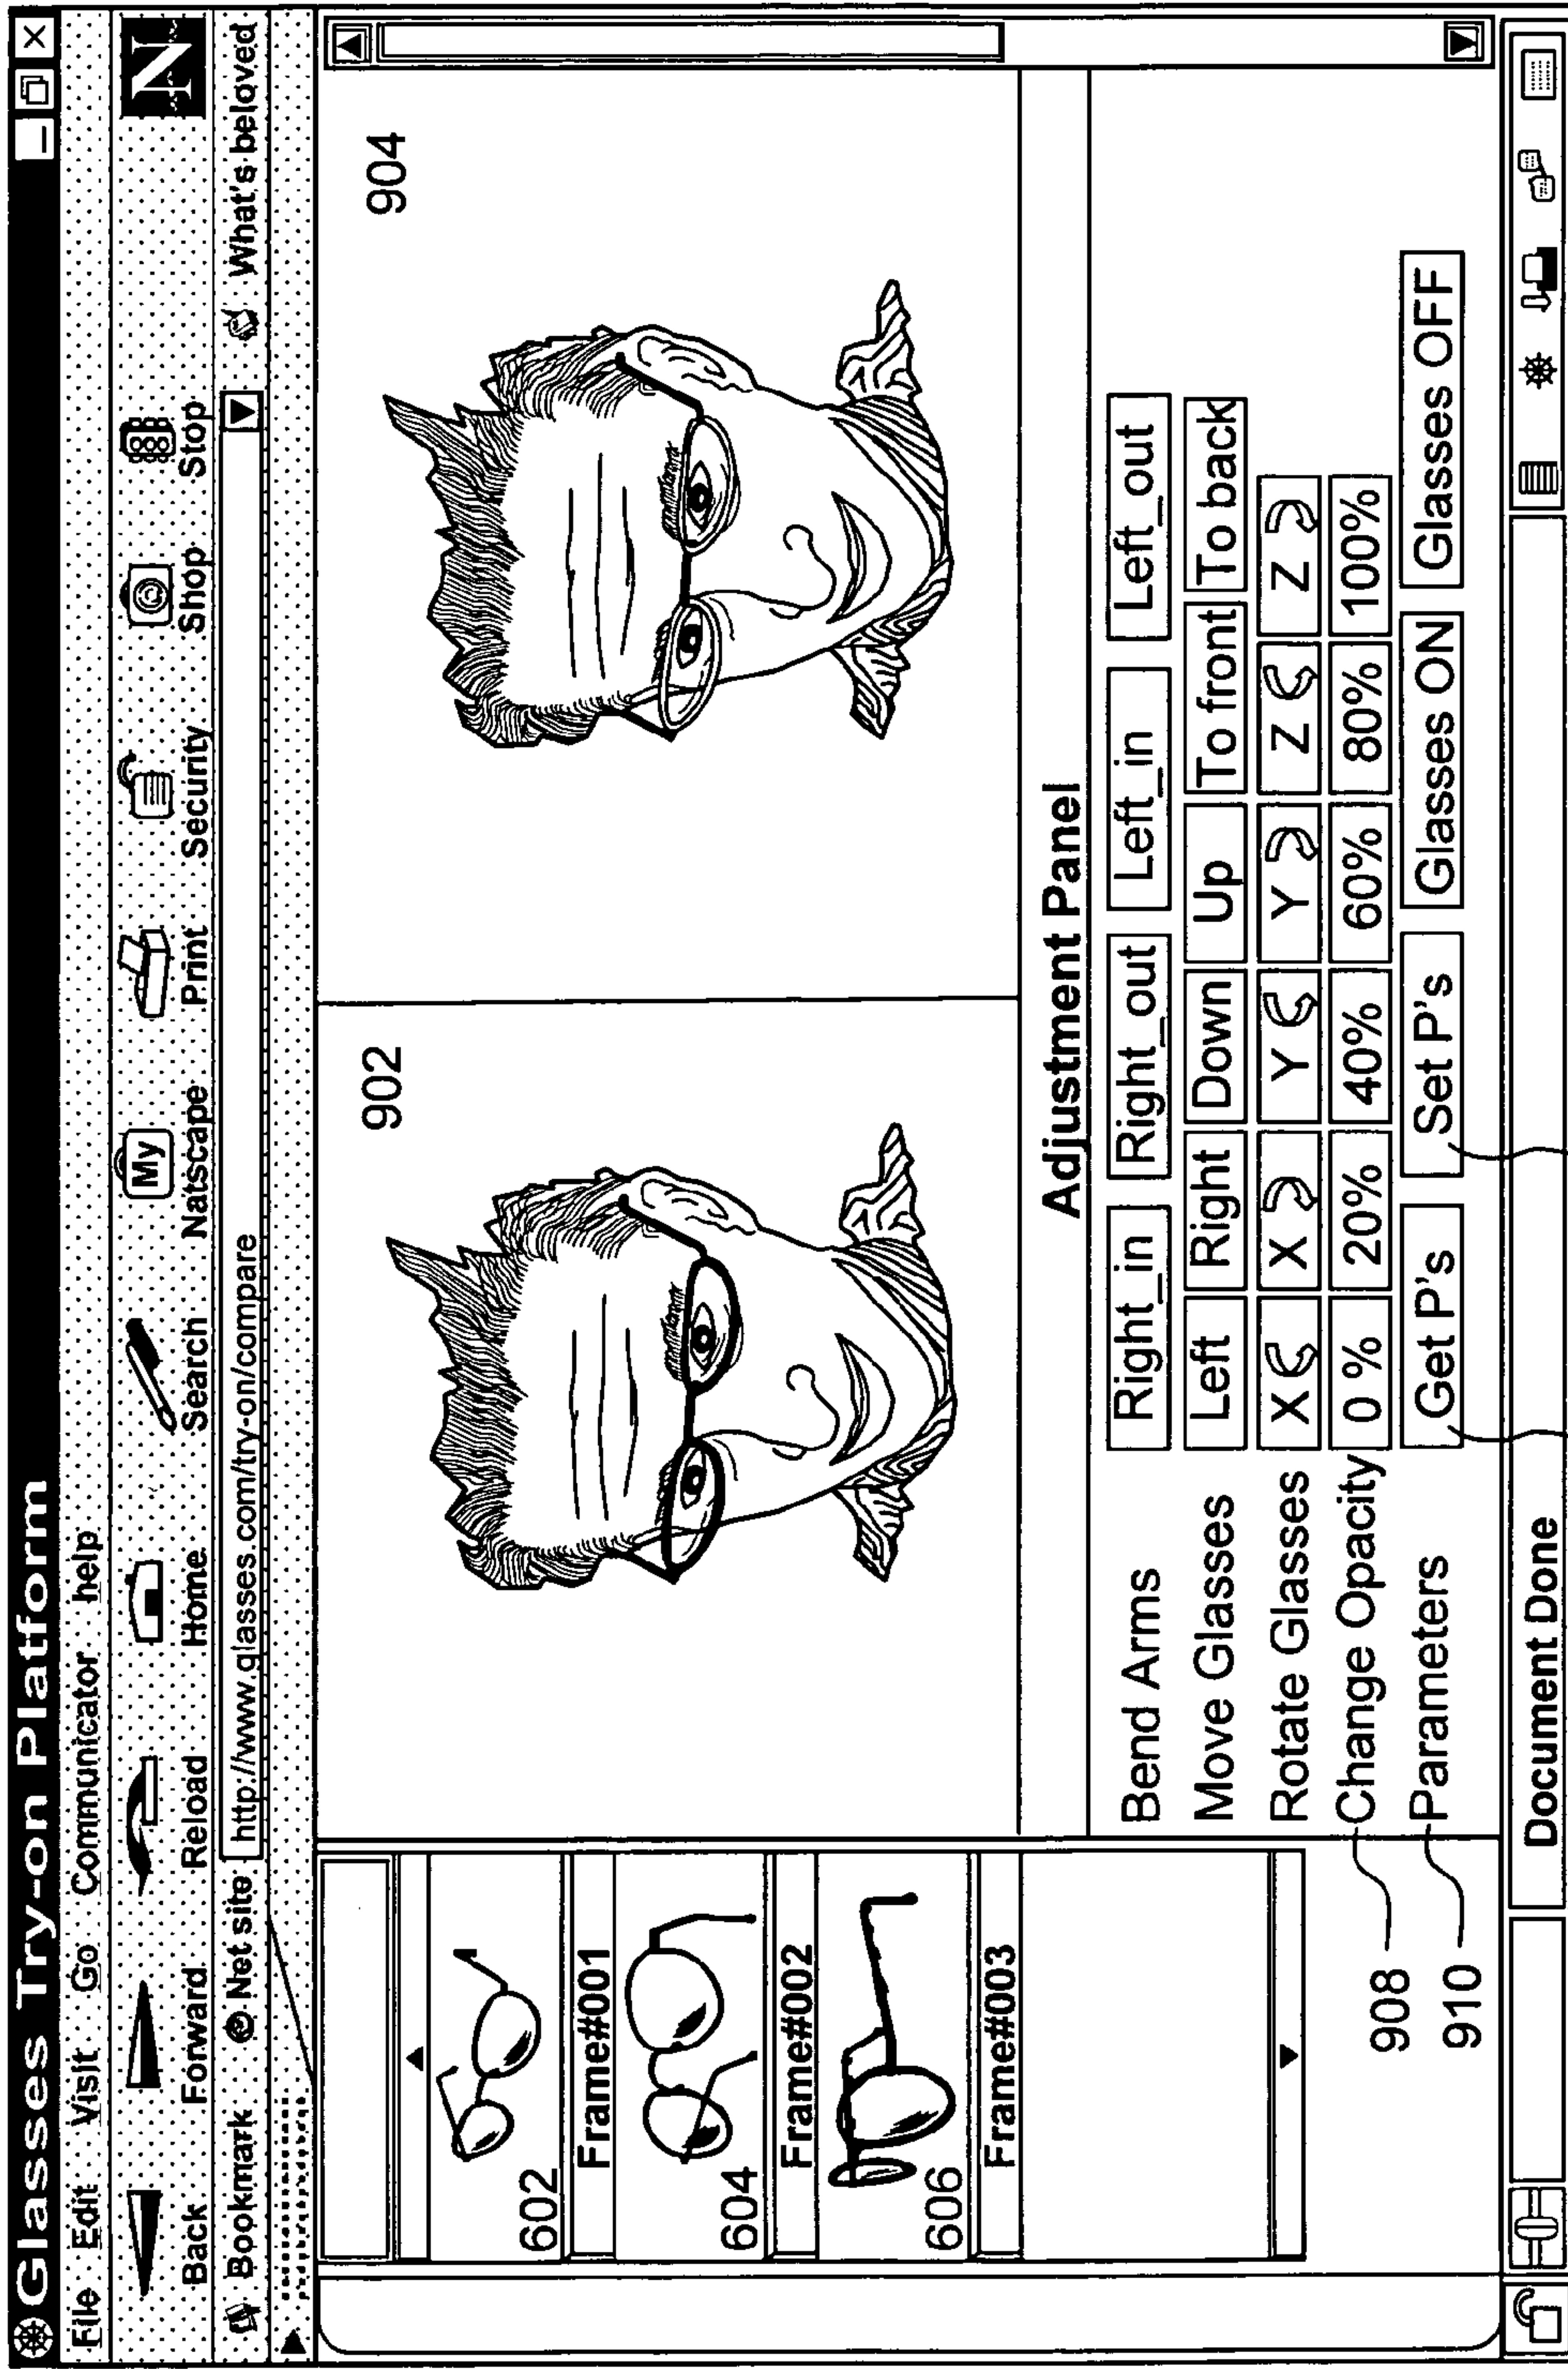 Glasses Try-on Platform
File Edit Visit Go Communicator help
Back Forward Reload Home Search Natscape Print Security Shop Stop
My
N
Bookmark Net site http://www.glasses.com/try-on/compare What's beloved
902
904
602
Frame#001
604
Frame#002
606
Frame#003
Adjustment Panel
Bend Arms Right_in Right_out Left_in Left_out
Move Glasses Left Right Down Up To front To back
Rotate Glasses X X Y Y Z Z
908 Change Opacity 0 % 20% 40% 60% 80% 100%
910 Parameters Get P's Set P's Glasses ON Glasses OFF
Document Done